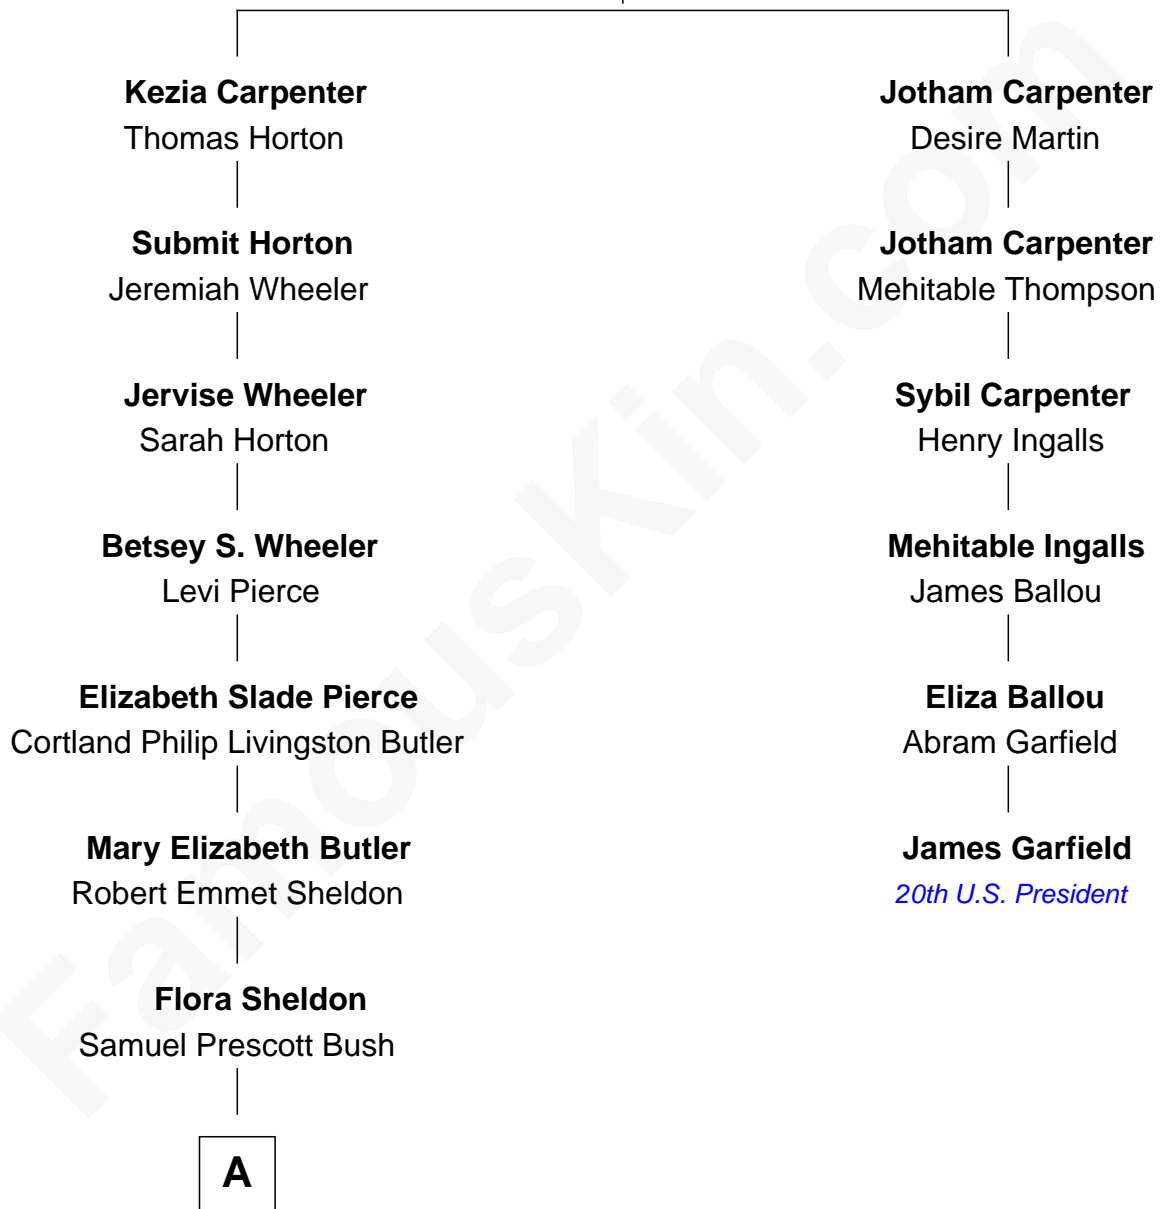 Kezia Carpenter
Thomas Horton
Submit Horton
Jeremiah Wheeler
Jervise Wheeler
Sarah Horton
Betsey S. Wheeler
Levi Pierce
Elizabeth Slade Pierce
Cortland Philip Livingston Butler
Mary Elizabeth Butler
Robert Emmet Sheldon
Flora Sheldon
Samuel Prescott Bush
A
Jotham Carpenter
Desire Martin
Jotham Carpenter
Mehitable Thompson
Sybil Carpenter
Henry Ingalls
Mehitable Ingalls
James Ballou
Eliza Ballou
Abram Garfield
James Garfield
20th U.S. President
FamousKin.com